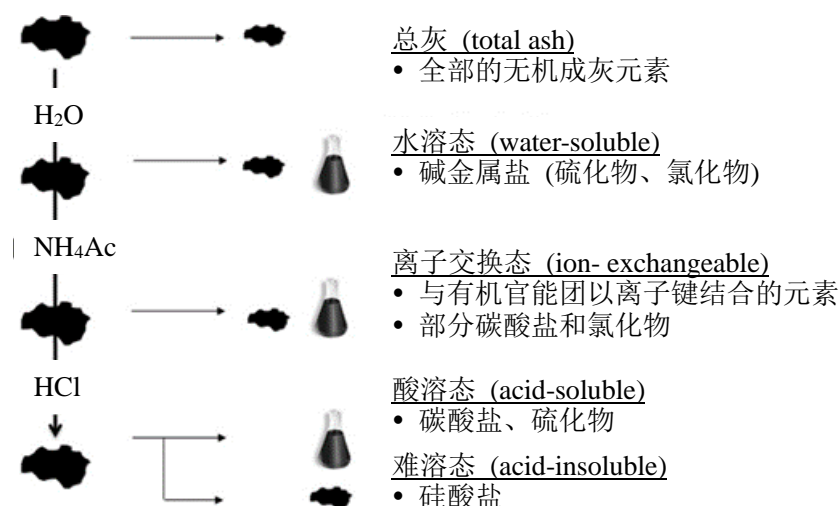 总灰 (total ash)
• 全部的无机成灰元素
H₂O
水溶态 (water-soluble)
• 碱金属盐 (硫化物、氯化物)
NH₄Ac
离子交换态 (ion- exchangeable)
• 与有机官能团以离子键结合的元素
• 部分碳酸盐和氯化物
HCl
酸溶态 (acid-soluble)
• 碳酸盐、硫化物
难溶态 (acid-insoluble)
• 硅酸盐